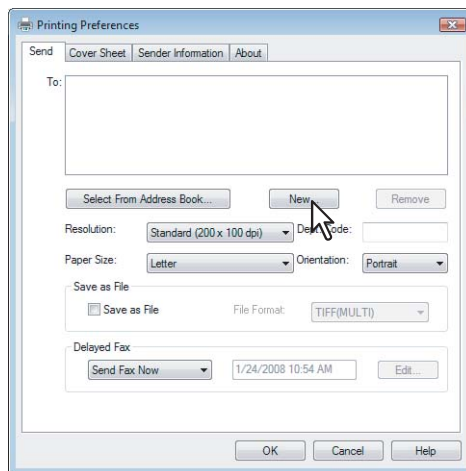 Printing Preferences
Send Cover Sheet Sender Information About
To:
Select From Address Book... New... Remove
Resolution: Standard (200 x 100 dpi) Dept. Code:
Paper Size: Letter Orientation: Portrait
Save as File
Save as File File Format: TIFF(MULTI)
Delayed Fax
Send Fax Now 1/24/2008 10:54 AM Edit...
OK Cancel Help